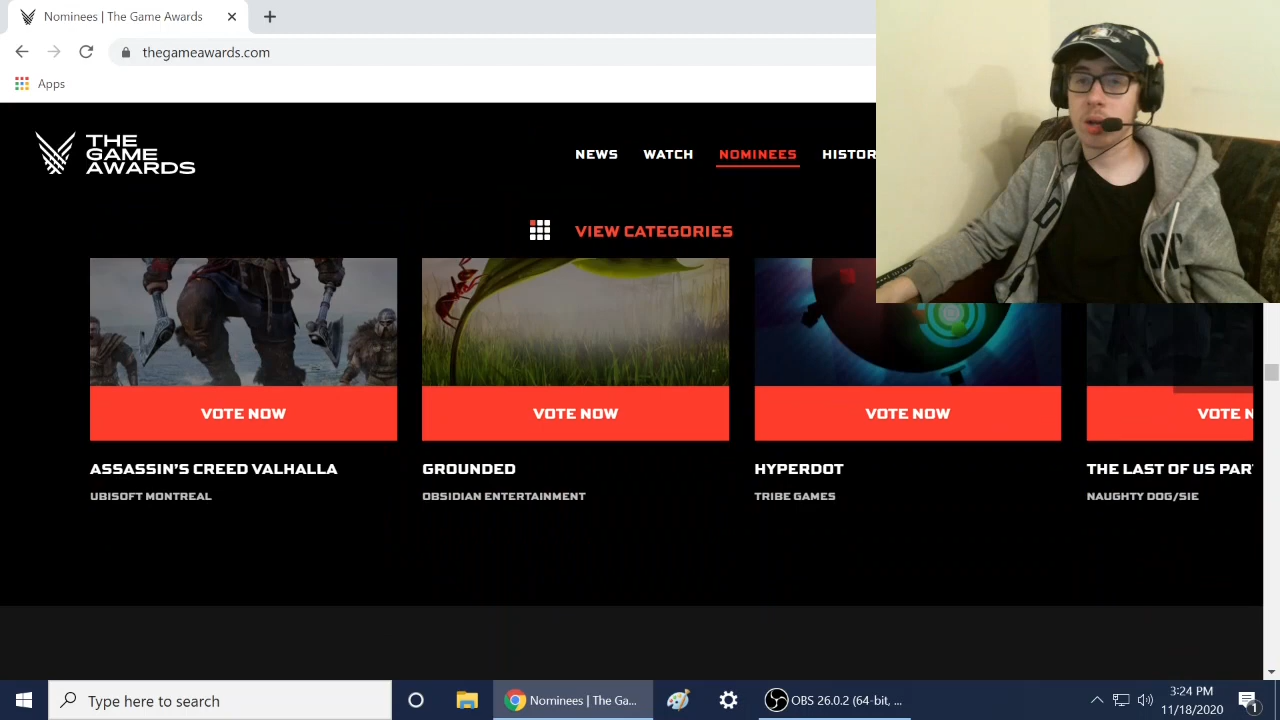 Nominees | The Game Awards
thegameawards.com
Apps
THE
GAME
AWARDS
NEWS WATCH NOMINEES HISTOR
VIEW CATEGORIES
VOTE NOW VOTE NOW VOTE NOW VOTE N
ASSASSIN'S CREED VALHALLA GROUNDED HYPERDOT THE LAST OF US PAR
UBISOFT MONTREAL OBSIDIAN ENTERTAINMENT TRIBE GAMES NAUGHTY DOG/SIE
Type here to search Nominees | The Ga... OBS 26.0.2 (64-bit, ... 3:24 PM
11/18/2020 1